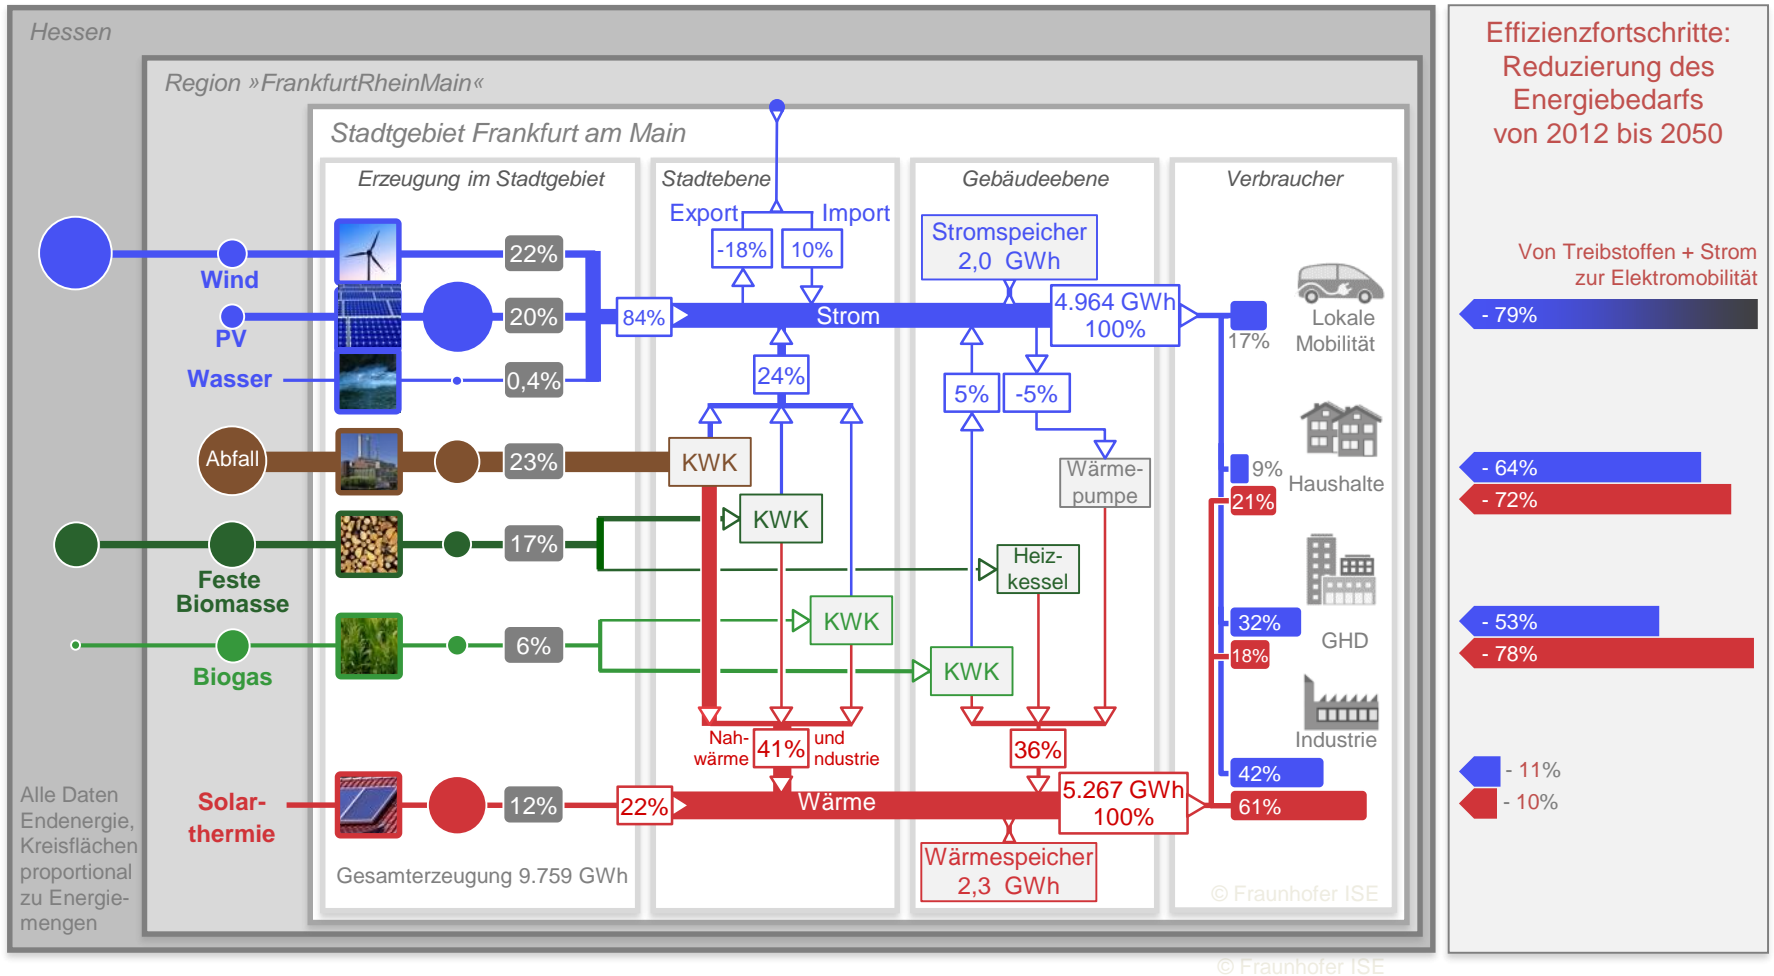 Hessen
Region »FrankfurtRheinMain«
Stadtgebiet Frankfurt am Main
Erzeugung im Stadtgebiet
Stadtebene
Gebäudeebene
Verbraucher
Export
Import
-18%
10%
Stromspeicher
2,0 GWh
Wind
22%
PV
20%
84%
Strom
4.964 GWh
100%
Wasser
0,4%
24%
5%
-5%
17%
Lokale
Mobilität
Abfall
23%
KWK
Wärme-
pumpe
9%
21%
Haushalte
KWK
17%
Feste
Biomasse
Heiz-
kessel
KWK
32%
18%
GHD
6%
Biogas
KWK
Nah-
wärme
41%
und
ndustrie
36%
Industrie
42%
61%
Solar-
thermie
12%
22%
Wärme
5.267 GWh
100%
Wärmespeicher
2,3 GWh
Gesamterzeugung 9.759 GWh
Alle Daten
Endenergie,
Kreisflächen
proportional
zu Energie-
mengen
© Fraunhofer ISE
© Fraunhofer ISE
Effizienzfortschritte:
Reduzierung des
Energiebedarfs
von 2012 bis 2050
Von Treibstoffen + Strom
zur Elektromobilität
- 79%
- 64%
- 72%
- 53%
- 78%
- 11%
- 10%